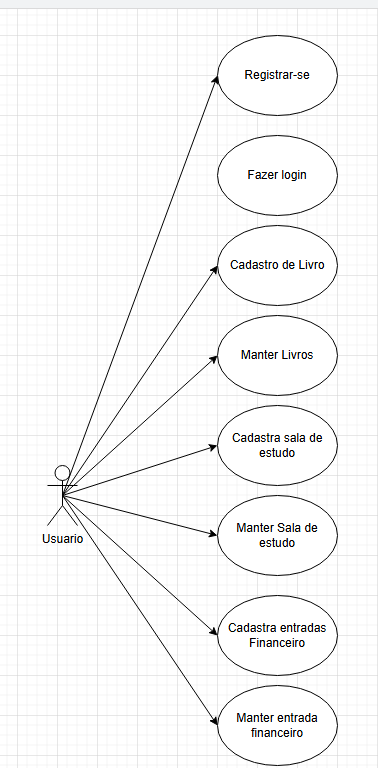 Registrar-se
Fazer login
Cadastro de Livro
Manter Livros
Cadastra sala de
estudo
Manter Sala de
estudo
Usuario
Cadastra entradas
Financeiro
Manter entrada
financeiro